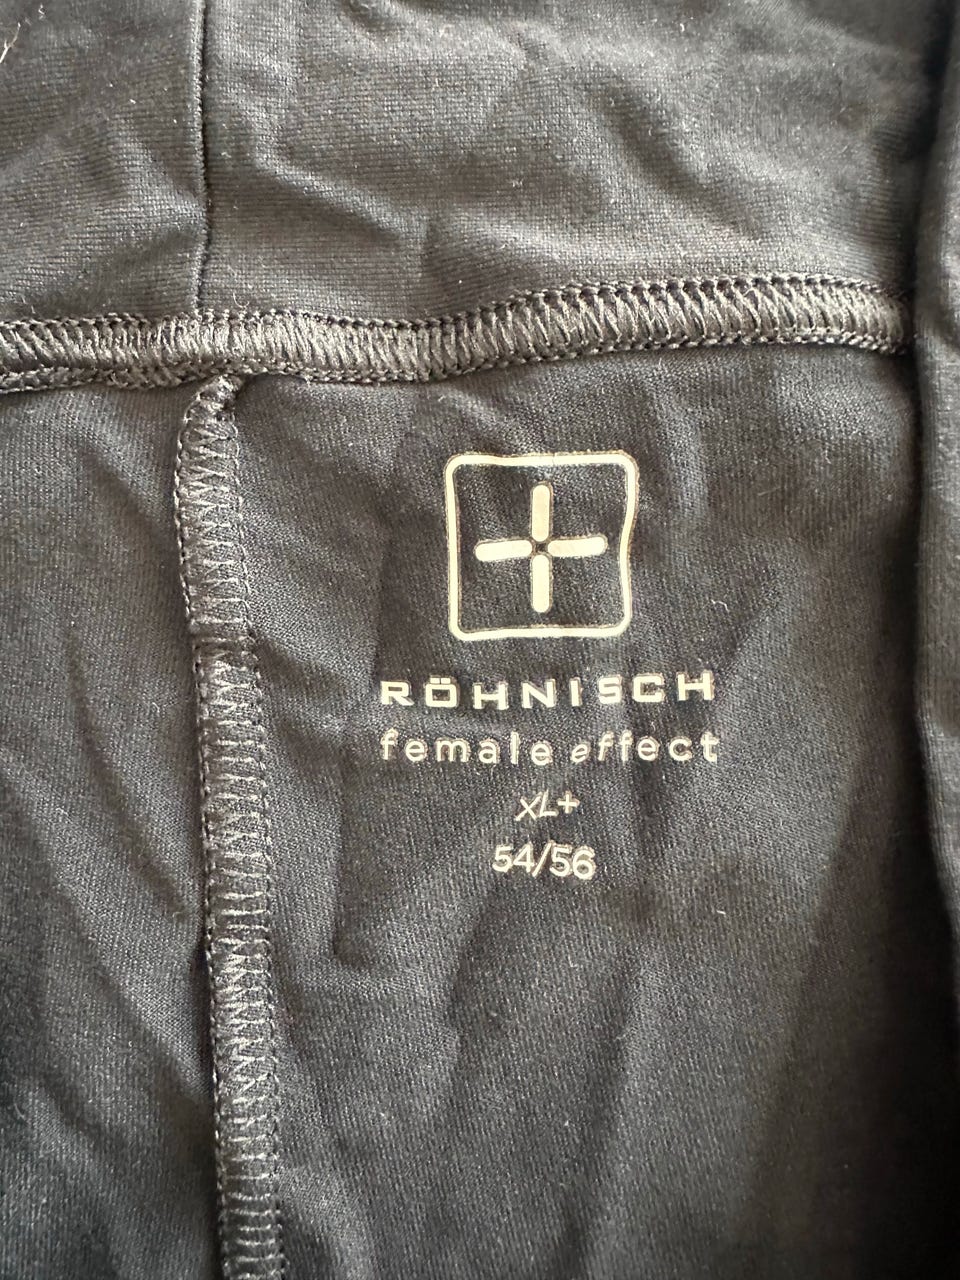 RÖHNISCH
female effect
XL+
54/56